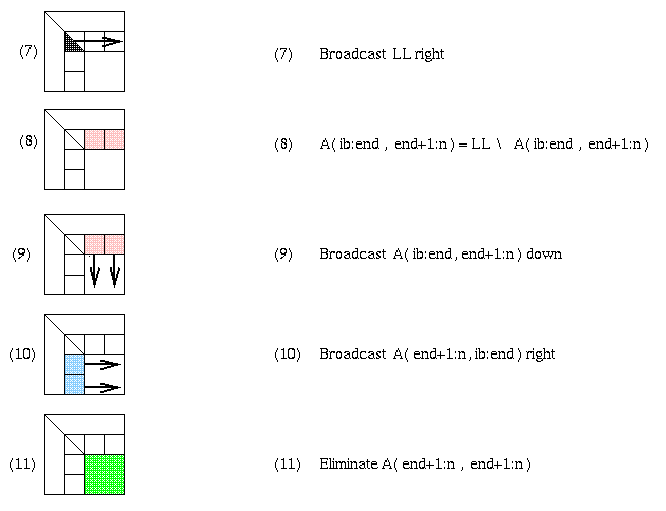 (7) (7) Broadcast LL right
(8) (8) A( ib:end , end+1:n ) = LL \ A( ib:end , end+1:n )
(9) (9) Broadcast A( ib:end , end+1:n ) down
(10) (10) Broadcast A( end+1:n , ib:end ) right
(11) (11) Eliminate A( end+1:n , end+1:n )